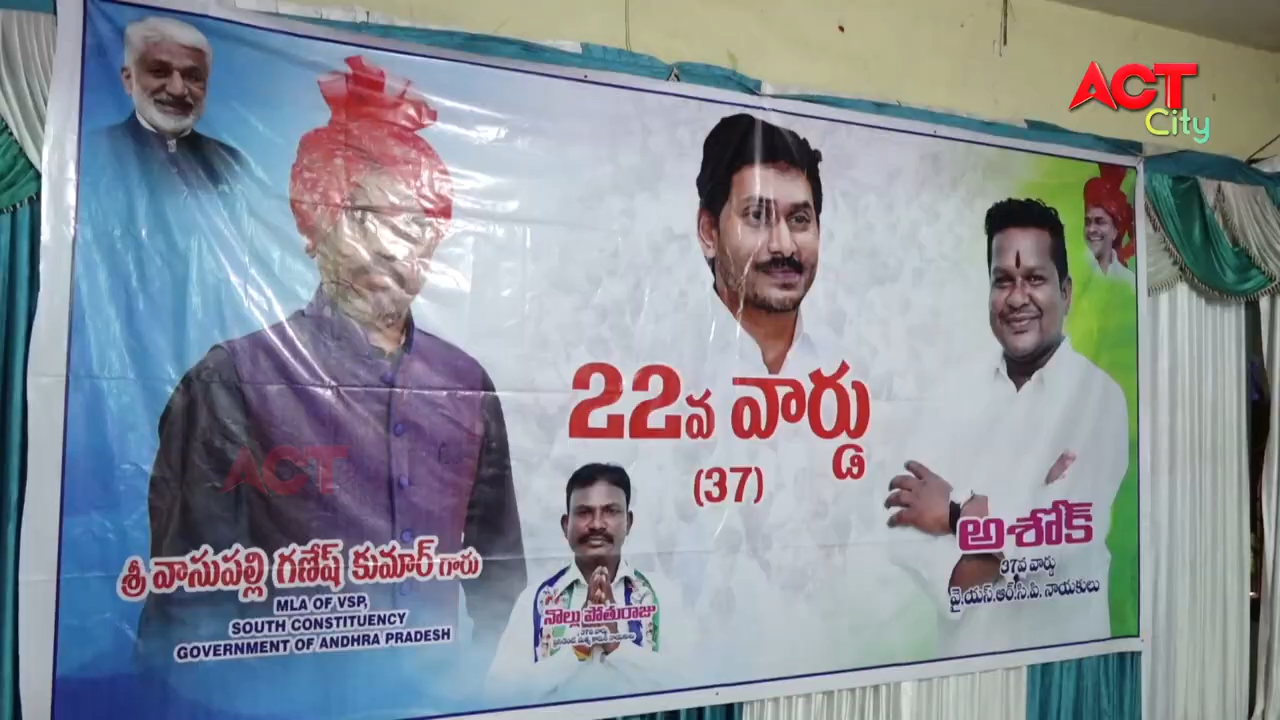 ACT
City
22వ వార్డు
(37)
ACT
శ్రీ వాసుపల్లి గణేష్ కుమార్ గారు
MLA OF VSP,
SOUTH CONSTITUENCY
GOVERNMENT OF ANDHRA PRADESH
నొల్లు పోతురాజు
37వ వార్డు
అశోక్
37వ వార్డు
వై.యస్.ఆర్.సి.పి. నాయకులు